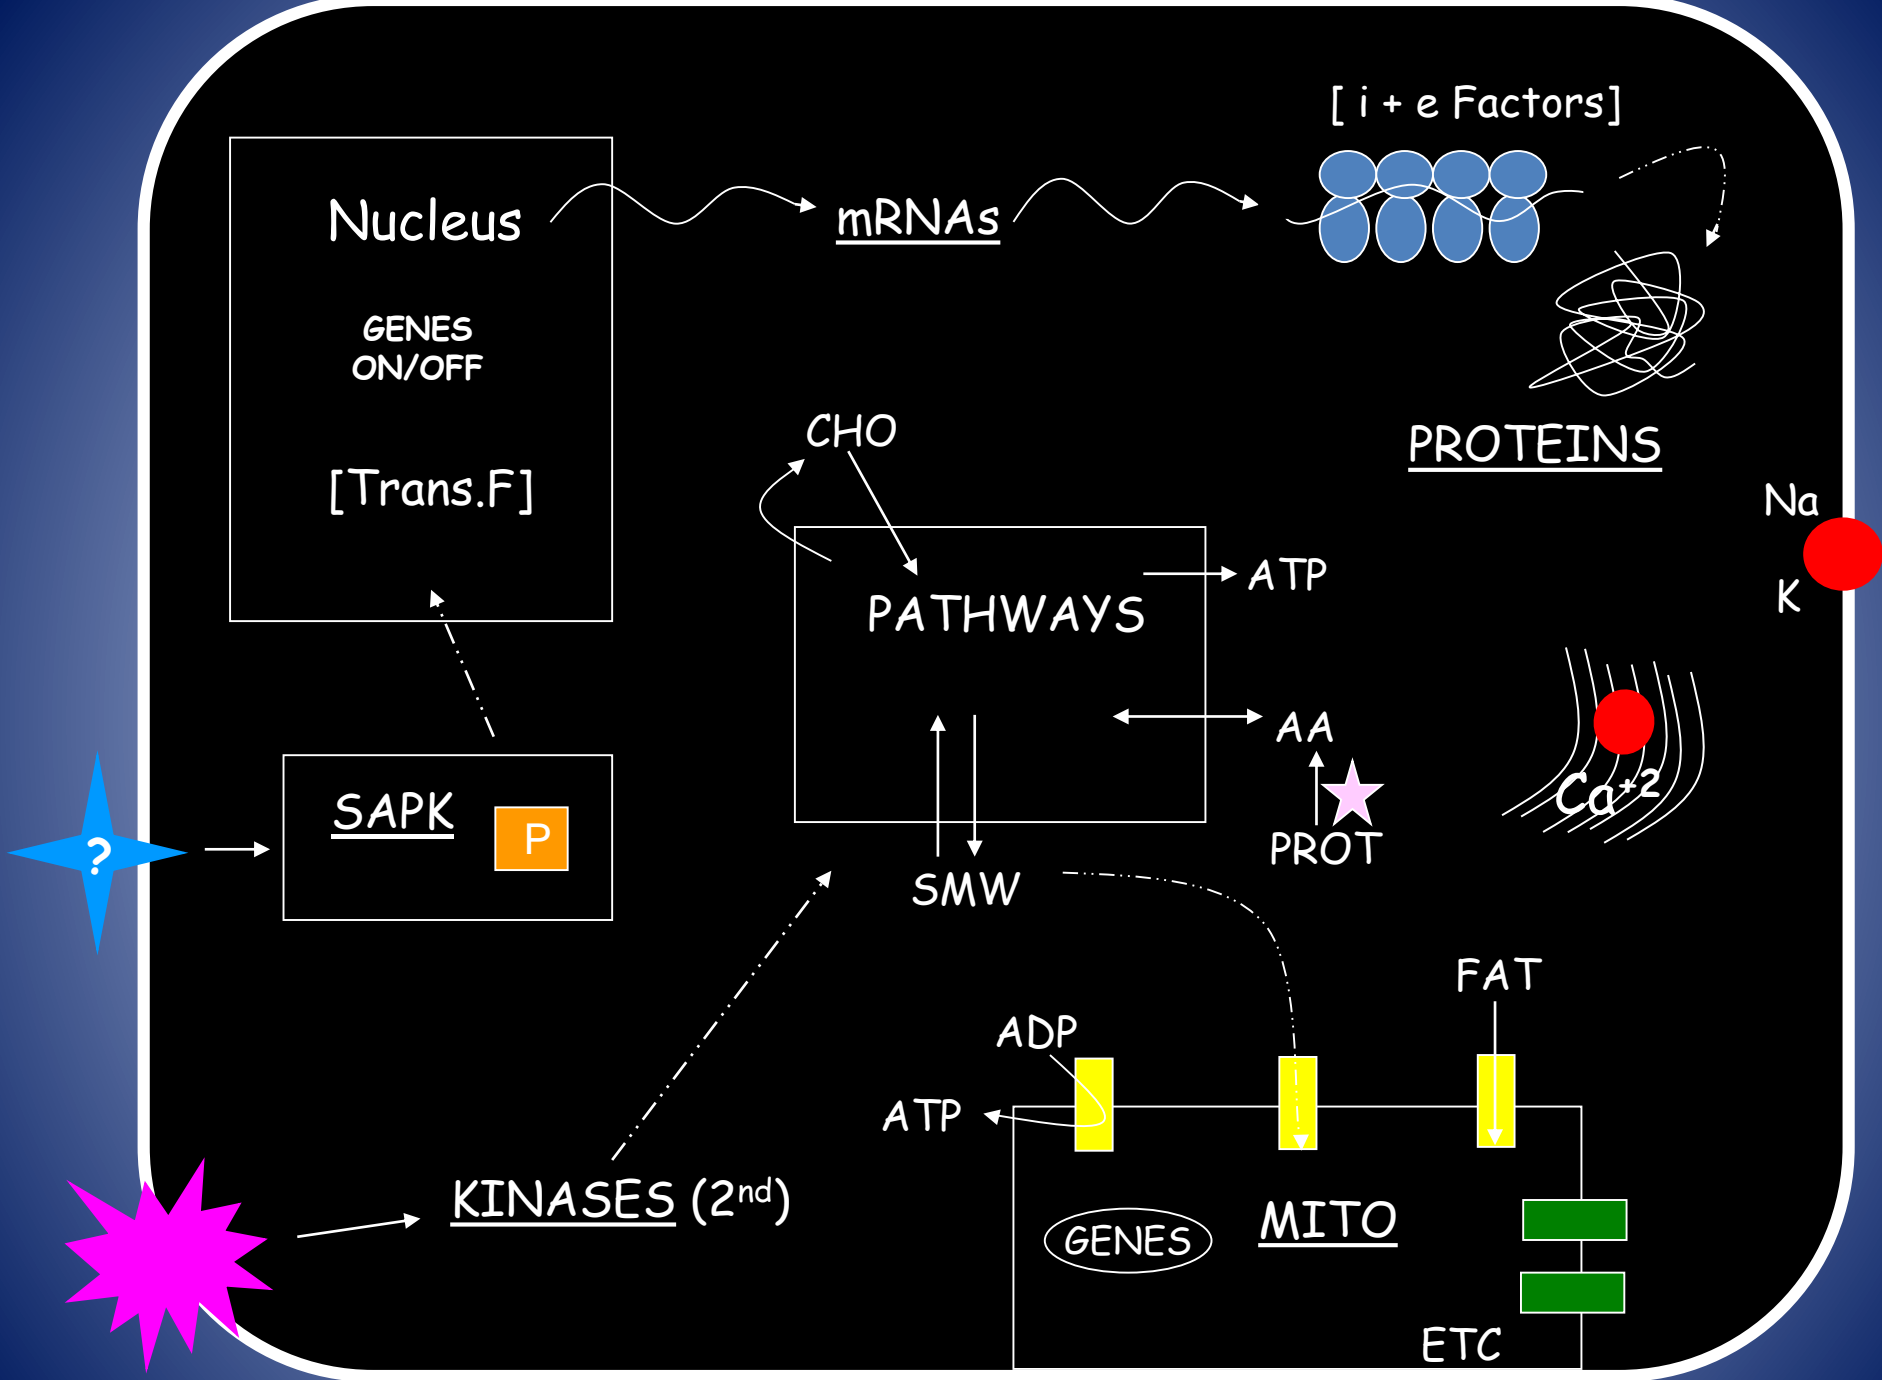 [ i + e Factors]
Nucleus
mRNAs
GENES
ON/OFF
CHO
PROTEINS
[Trans.F]
Na
K
ATP
PATHWAYS
AA
SAPK
P
Ca+2
?
PROT
SMW
FAT
ADP
ATP
KINASES (2nd)
GENES
MITO
ETC